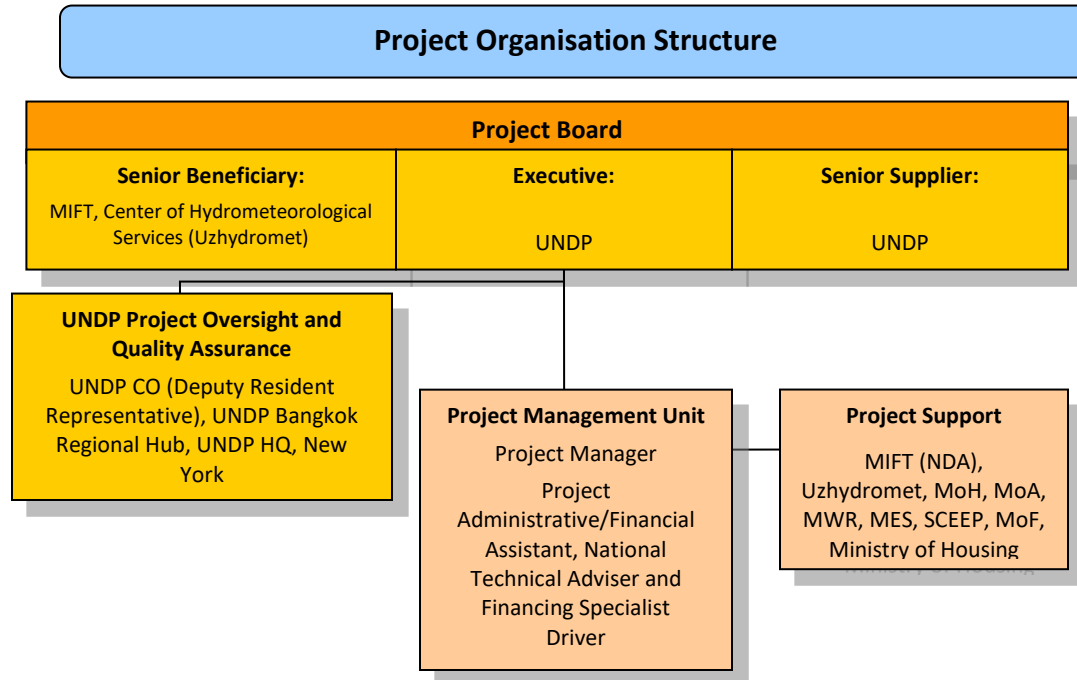 Project Organisation Structure
Project Board
Senior Beneficiary:
MIFT, Center of Hydrometeorological
Services (Uzhydromet)
Executive:
UNDP
Senior Supplier:
UNDP
UNDP Project Oversight and
Quality Assurance
UNDP CO (Deputy Resident
Representative), UNDP Bangkok
Regional Hub, UNDP HQ, New
York
Project Management Unit
Project Manager
Project
Administrative/Financial
Assistant, National
Technical Adviser and
Financing Specialist
Driver
Project Support
MIFT (NDA),
Uzhydromet, MoH, MoA,
MWR, MES, SCEEP, MoF,
Ministry of Housing